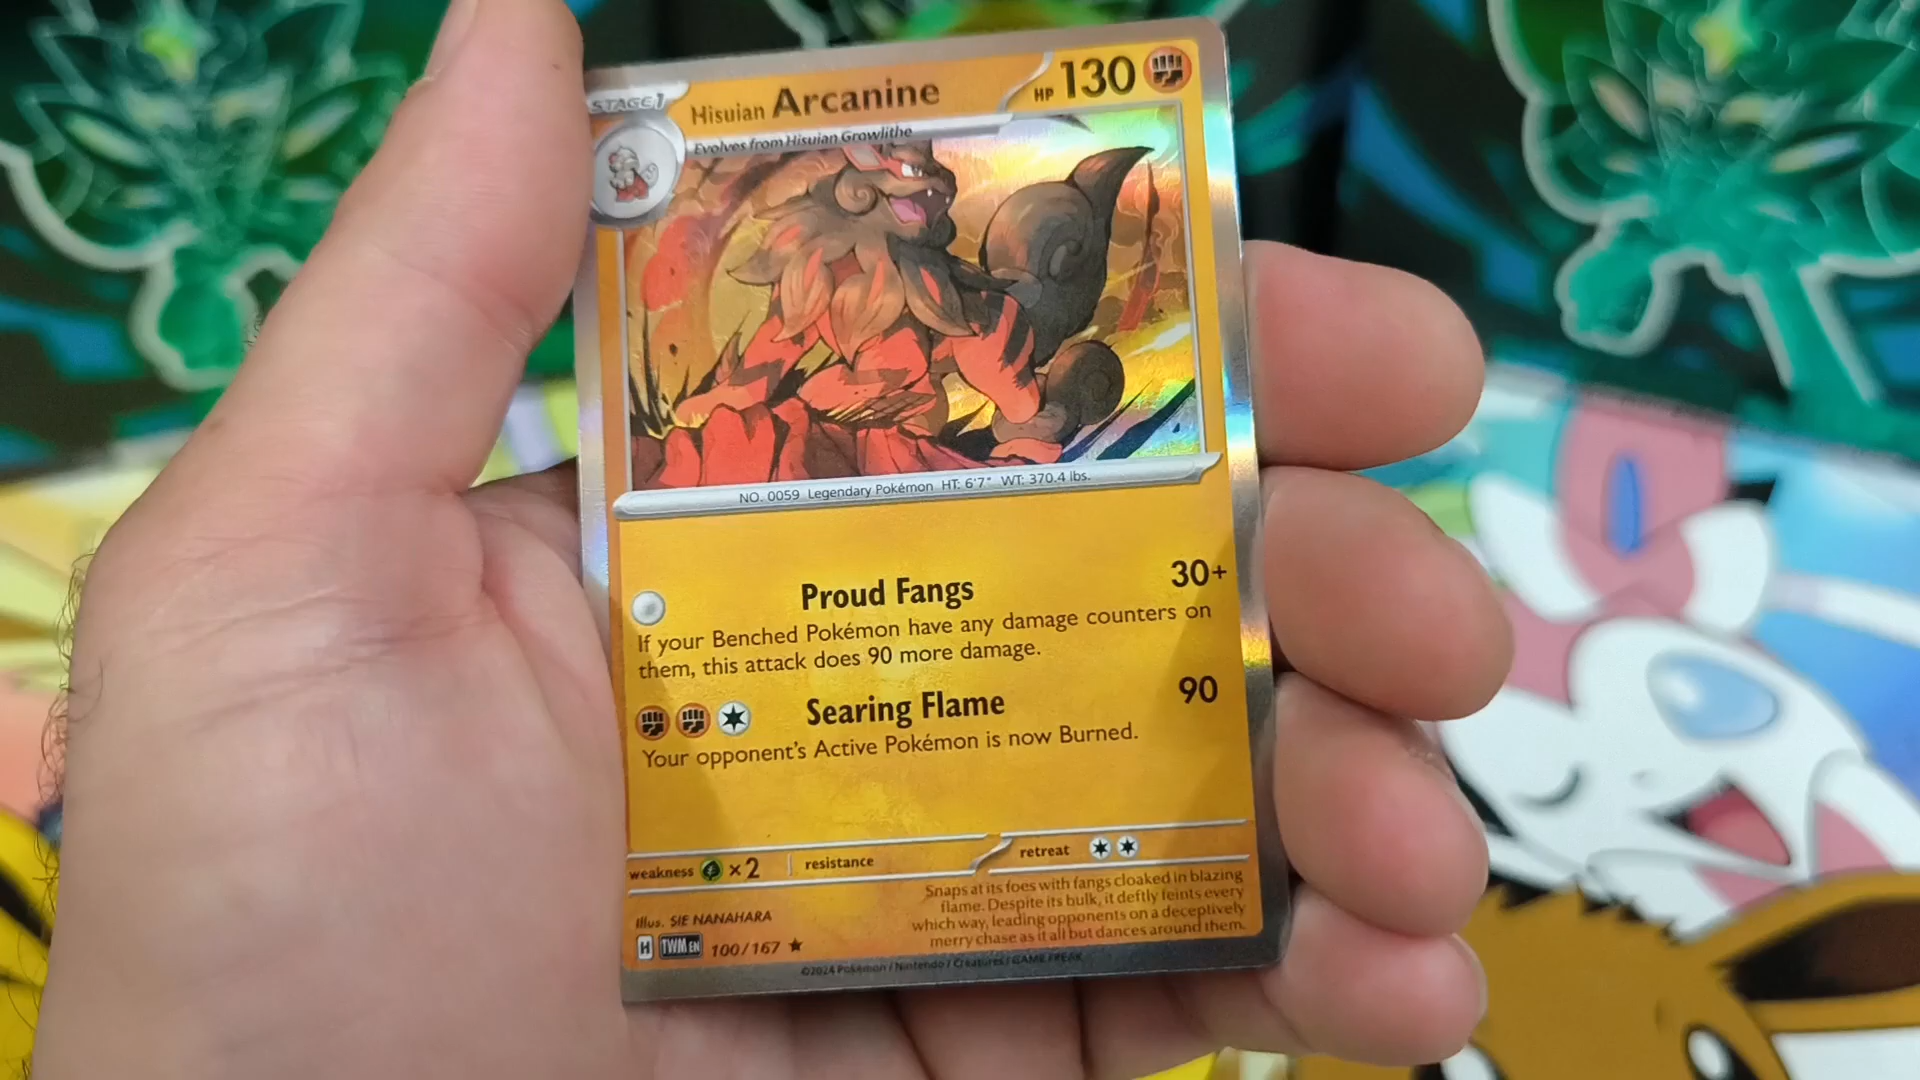 STAGE 1
Hisuian Arcanine
HP 130
Evolves from Hisuian Growlithe
NO. 0059 Legendary Pokémon HT: 6'7" WT: 370.4 lbs.
Proud Fangs 30+
If your Benched Pokémon have any damage counters on
them, this attack does 90 more damage.
Searing Flame 90
Your opponent's Active Pokémon is now Burned.
weakness ×2 resistance retreat
Snaps at its foes with fangs cloaked in blazing
flame. Despite its bulk, it deftly feints every
which way, leading opponents on a deceptively
merry chase as it all but dances around them.
Illus. SIE NANAHARA
H TWM EN 100/167 ★
©2024 Pokémon / Nintendo / Creatures / GAME FREAK